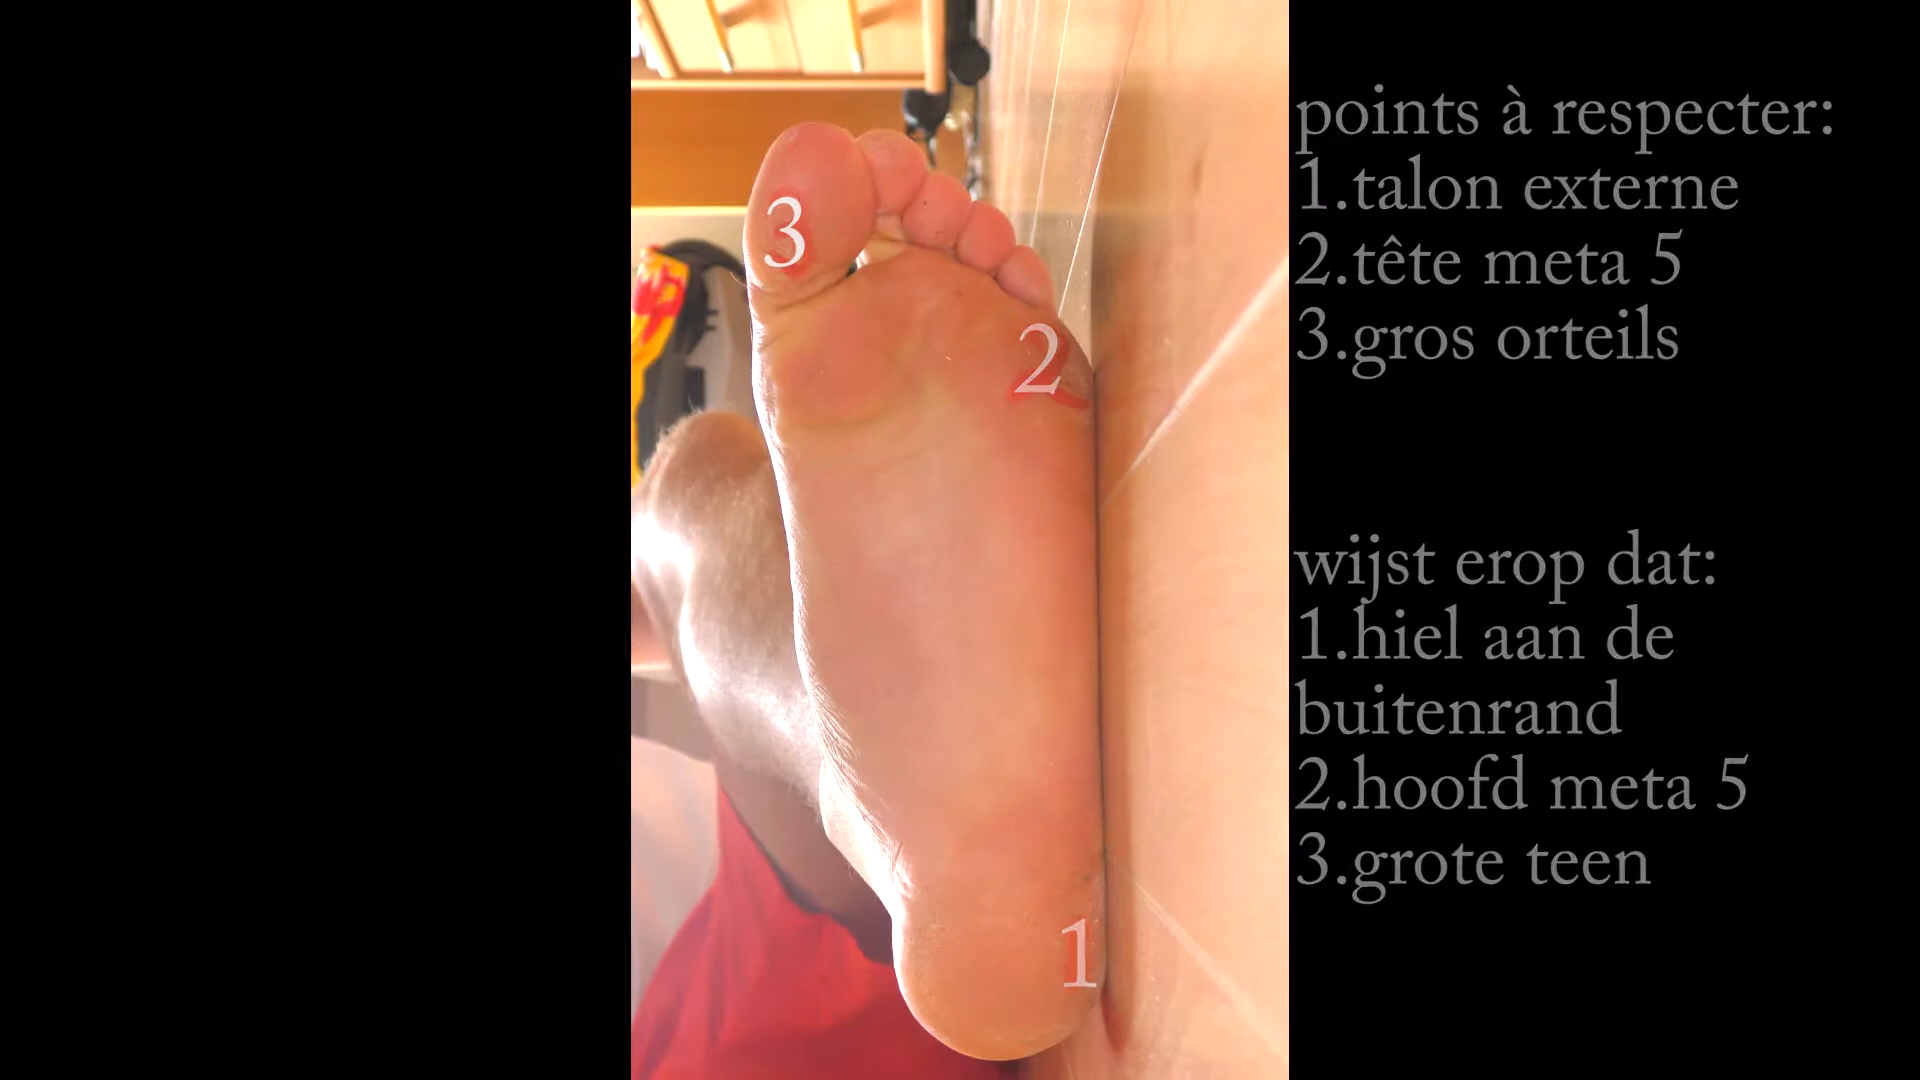 3
2
1
points à respecter:
1.talon externe
2.tête meta 5
3.gros orteils
wijst erop dat:
1.hiel aan de
buitenrand
2.hoofd meta 5
3.grote teen